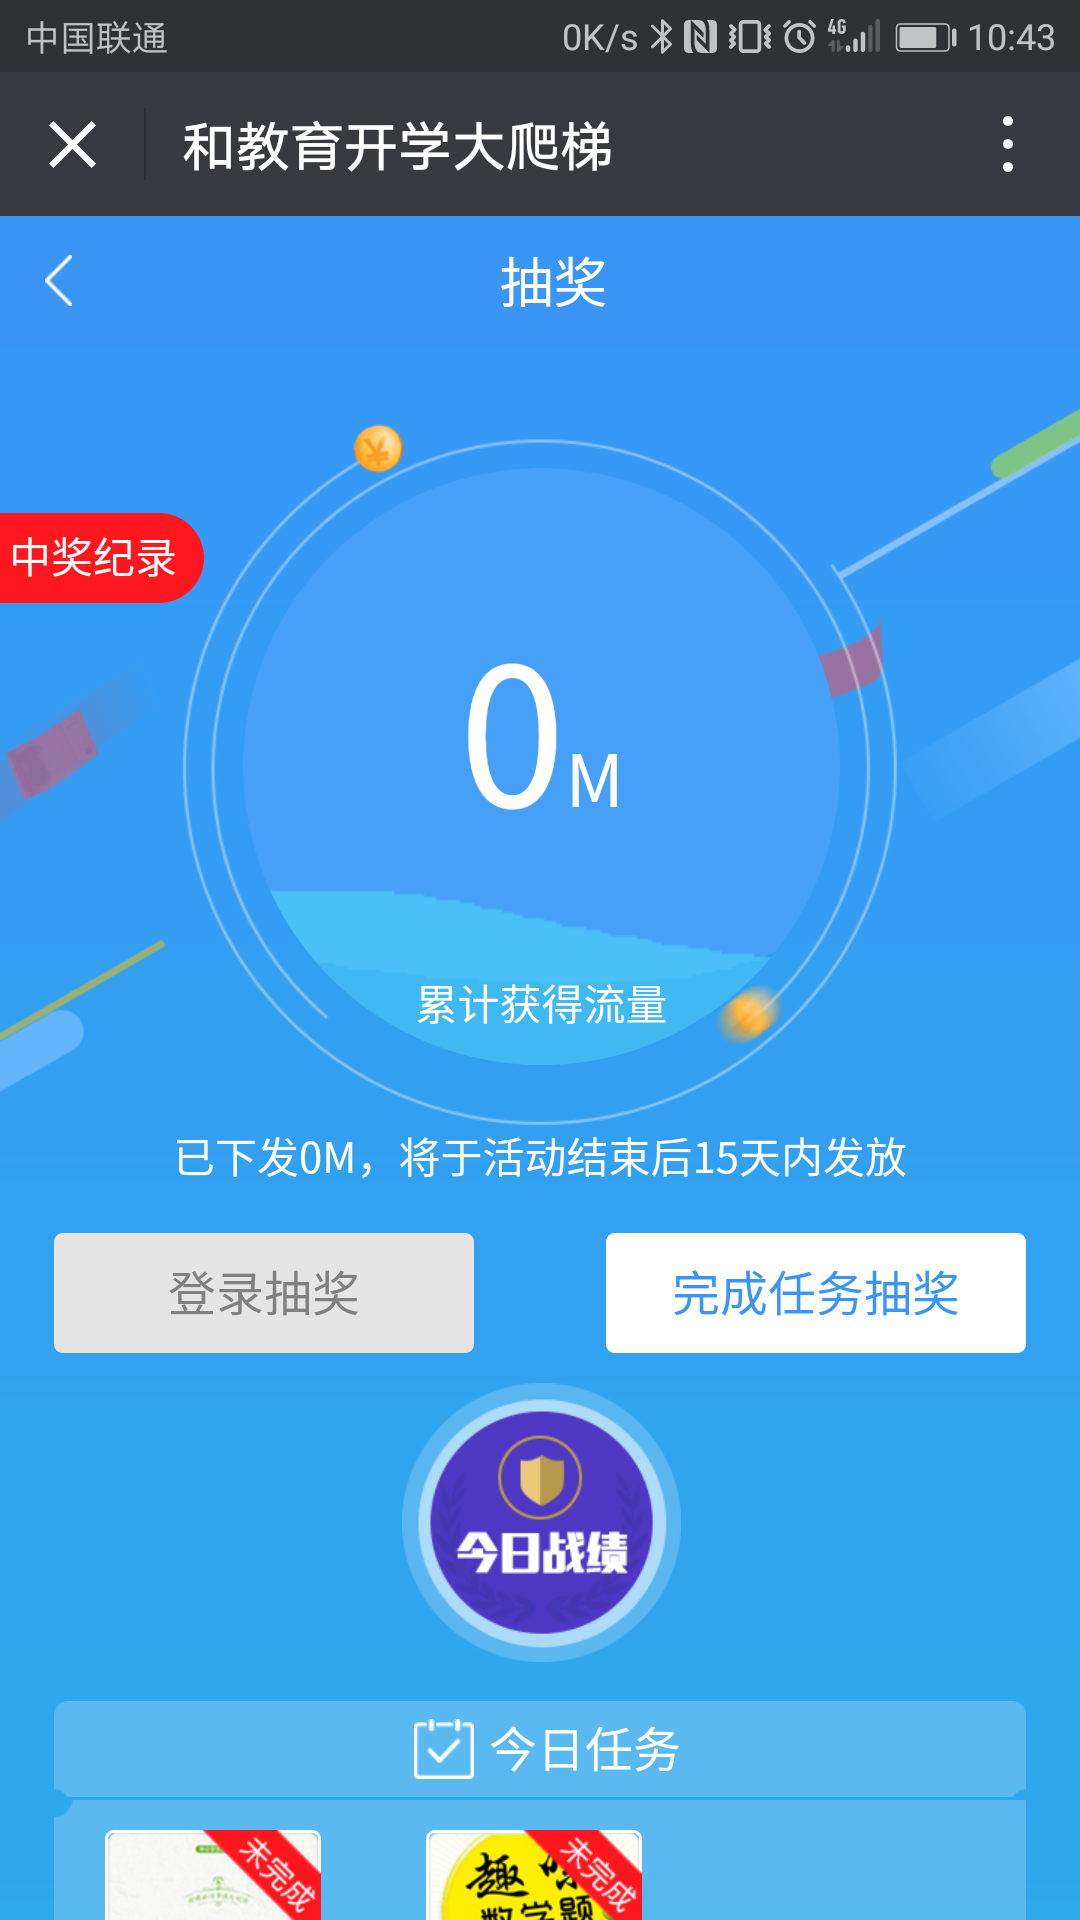 中国联通
0K/s 4G 10:43
和教育开学大爬梯
抽奖
中奖纪录
0M
累计获得流量
已下发0M，将于活动结束后15天内发放
登录抽奖
完成任务抽奖
今日战绩
今日任务
未完成
趣味
数学题
未完成